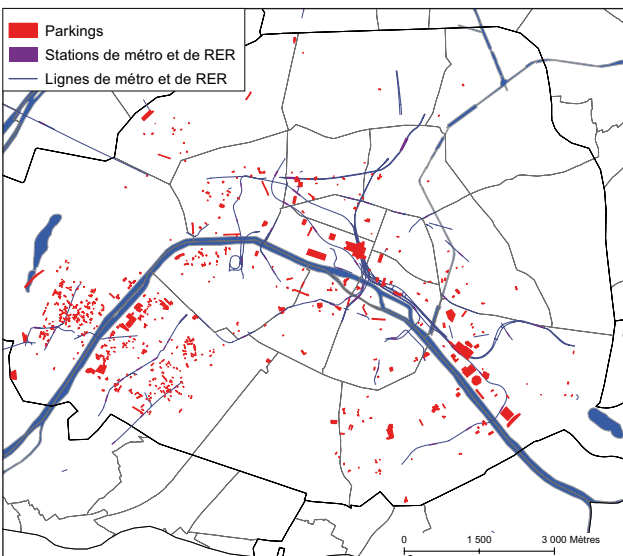 Parkings
Stations de métro et de RER
Lignes de métro et de RER
0 1 500 3 000 Mètres